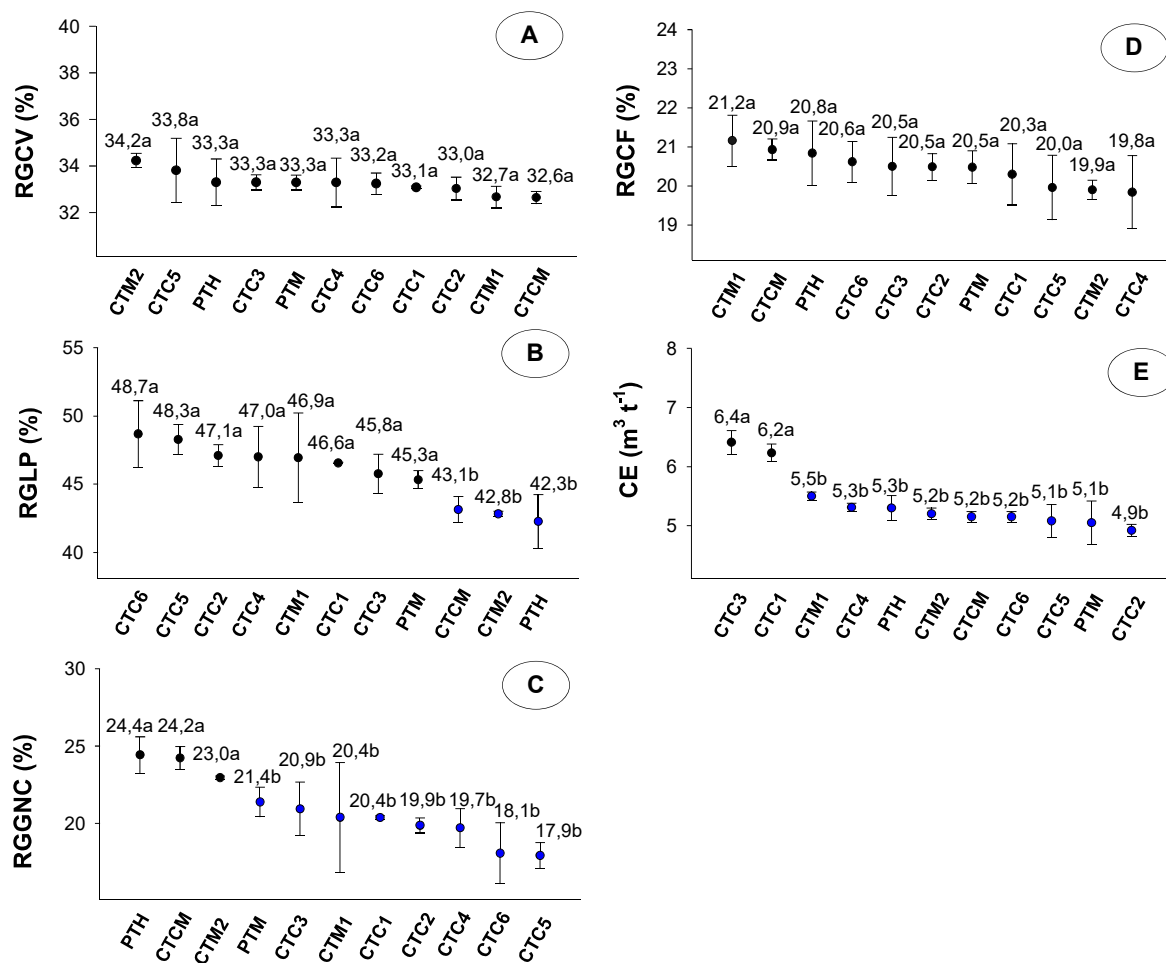 A
RGCV (%)
40
38
36
34
32
34,2a
33,8a
33,3a
33,3a
33,3a
33,3a
33,2a
33,1a
33,0a
32,7a
32,6a
CTM2
CTC5
PTH
CTC3
PTM
CTC4
CTC6
CTC1
CTC2
CTM1
CTCM
B
RGLP (%)
55
50
45
40
48,7a
48,3a
47,1a
47,0a
46,9a
46,6a
45,8a
45,3a
43,1b
42,8b
42,3b
CTC6
CTC5
CTC2
CTC4
CTM1
CTC1
CTC3
PTM
CTCM
CTM2
PTH
C
RGGNC (%)
30
25
20
24,4a
24,2a
23,0a
21,4b
20,9b
20,4b
20,4b
19,9b
19,7b
18,1b
17,9b
PTH
CTCM
CTM2
PTM
CTC3
CTM1
CTC1
CTC2
CTC4
CTC6
CTC5
D
RGCF (%)
24
23
22
21
20
19
21,2a
20,9a
20,8a
20,6a
20,5a
20,5a
20,5a
20,3a
20,0a
19,9a
19,8a
CTM1
CTCM
PTH
CTC6
CTC3
CTC2
PTM
CTC1
CTC5
CTM2
CTC4
E
CE (m³ t⁻¹)
8
7
6
5
6,4a
6,2a
5,5b
5,3b
5,3b
5,2b
5,2b
5,2b
5,1b
5,1b
4,9b
CTC3
CTC1
CTM1
CTC4
PTH
CTM2
CTCM
CTC6
CTC5
PTM
CTC2